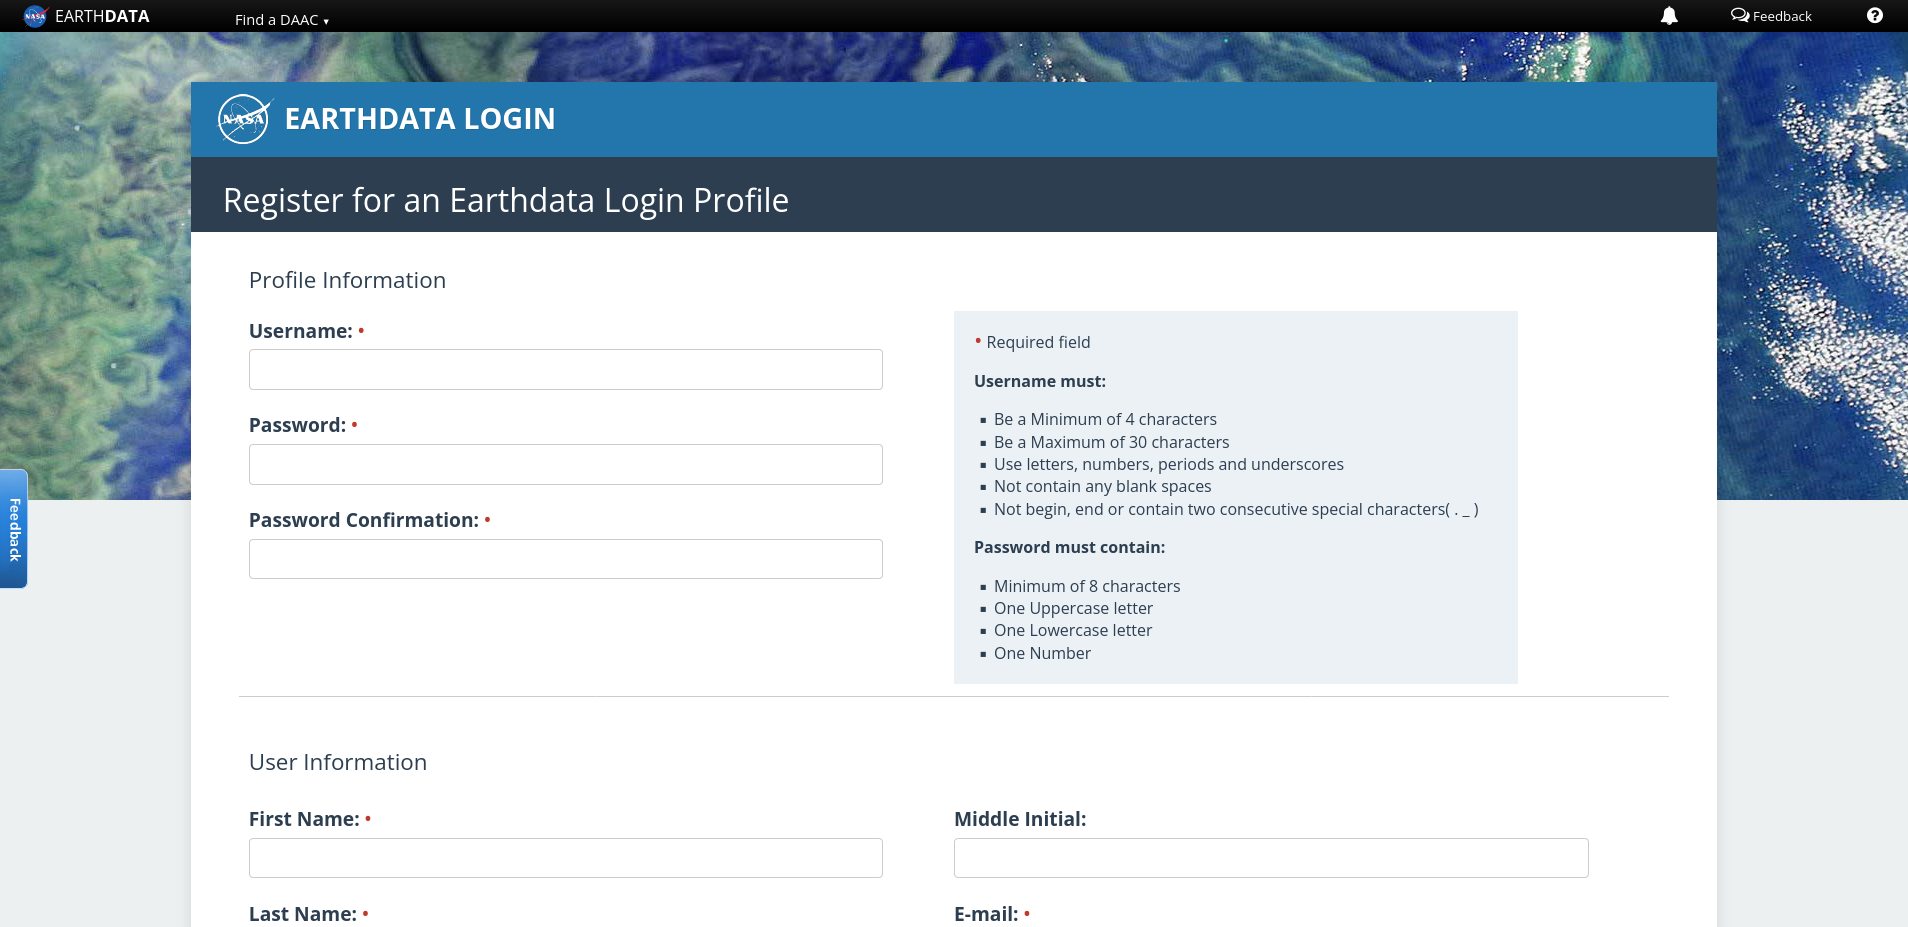 NASA EARTHDATA
Find a DAAC ▾
Feedback
NASA
EARTHDATA LOGIN
Register for an Earthdata Login Profile
Profile Information
Username: •
Password: •
Password Confirmation: •
• Required field
Username must:
▪ Be a Minimum of 4 characters
▪ Be a Maximum of 30 characters
▪ Use letters, numbers, periods and underscores
▪ Not contain any blank spaces
▪ Not begin, end or contain two consecutive special characters( . _ )
Password must contain:
▪ Minimum of 8 characters
▪ One Uppercase letter
▪ One Lowercase letter
▪ One Number
Feedback
User Information
First Name: •
Middle Initial:
Last Name: •
E-mail: •